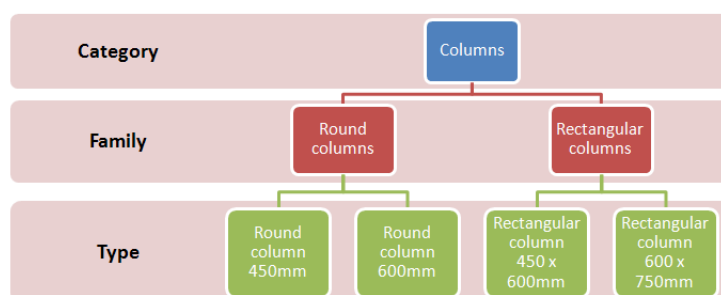 Category
Columns
Family
Round
columns
Rectangular
columns
Type
Round
column
450mm
Round
column
600mm
Rectangular
column
450 x
600mm
Rectangular
column
600 x
750mm